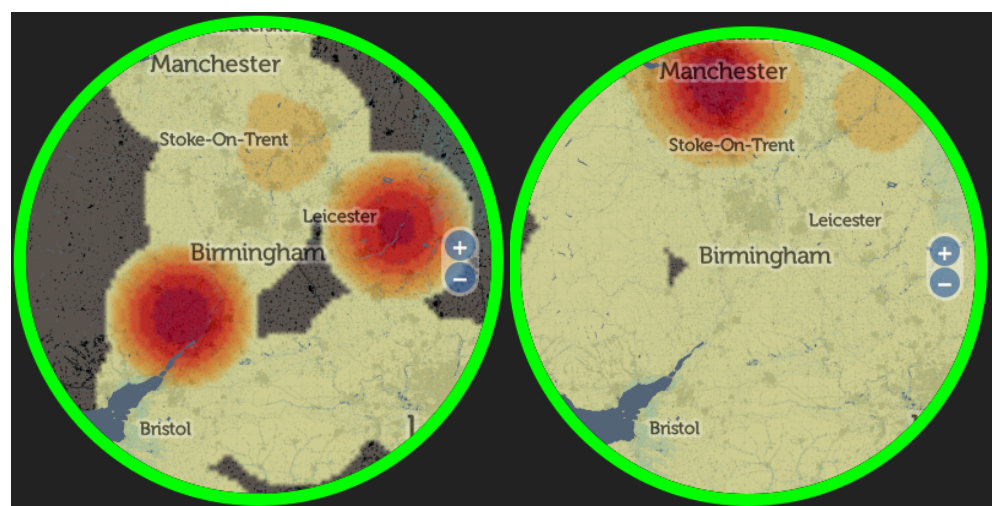 Manchester
Stoke-On-Trent
Leicester
Birmingham
+
−
Bristol
Manchester
Stoke-On-Trent
Leicester
Birmingham
+
−
Bristol